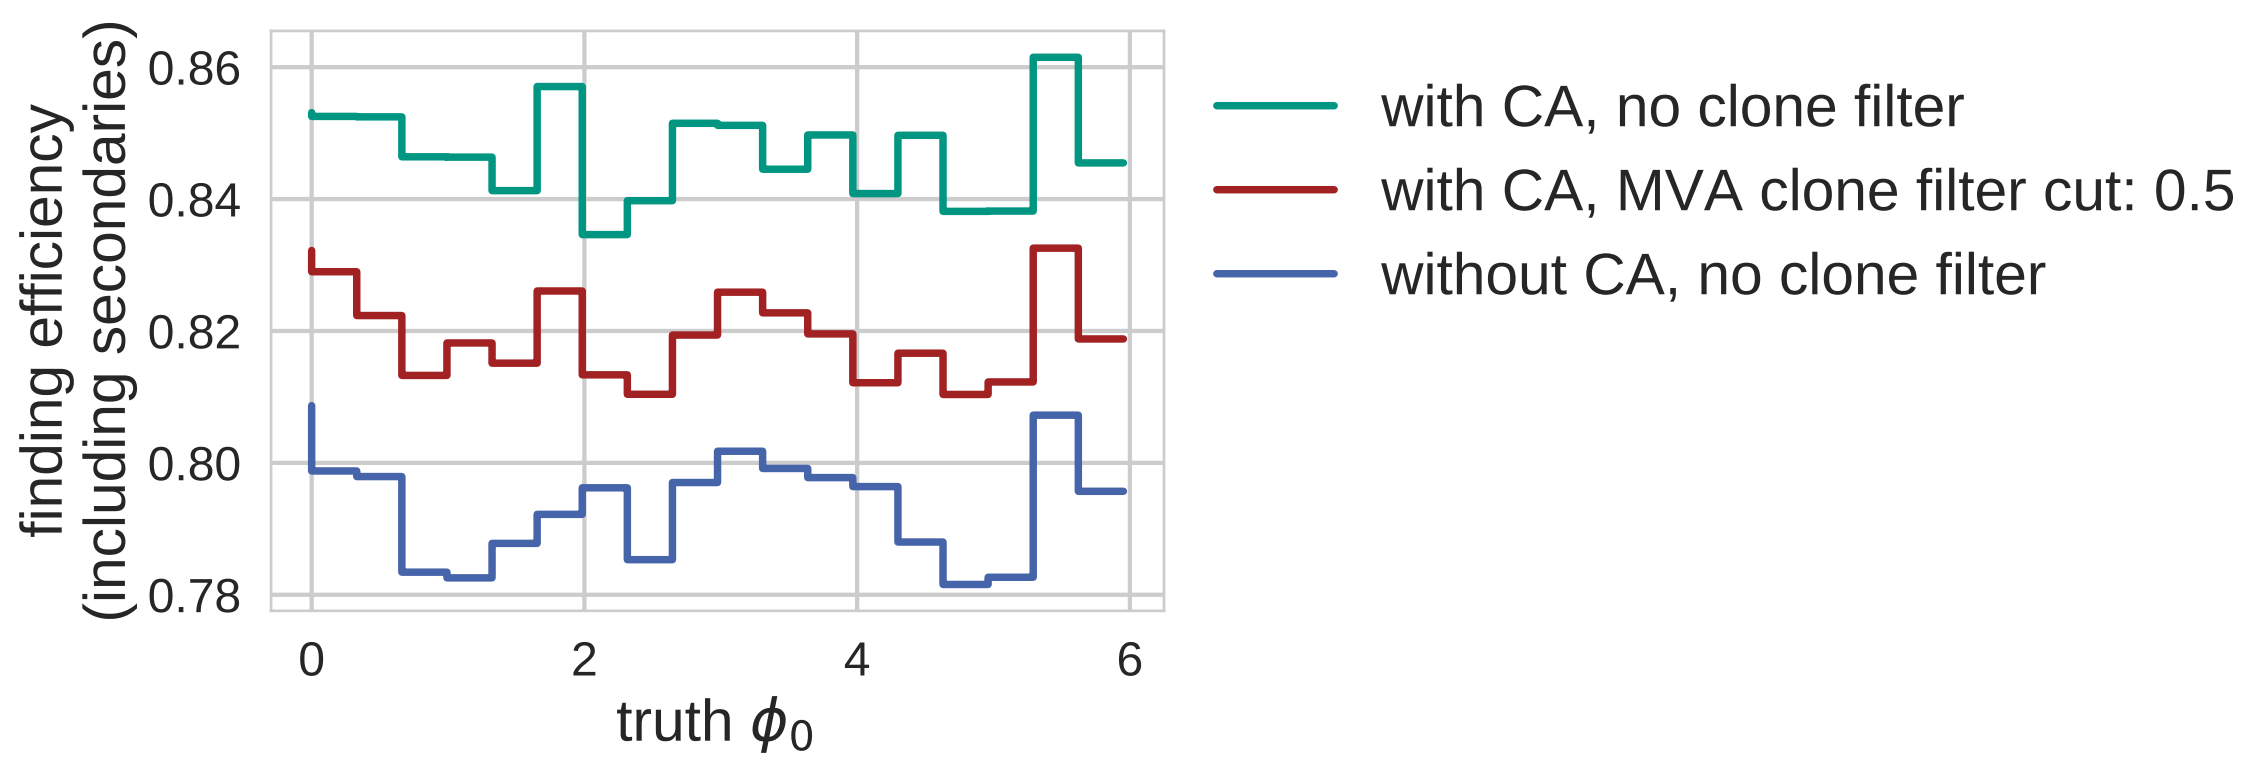 finding efficiency
(including secondaries)
0.86
0.84
0.82
0.80
0.78
0 2 4 6
truth ϕ₀
with CA, no clone filter
with CA, MVA clone filter cut: 0.5
without CA, no clone filter